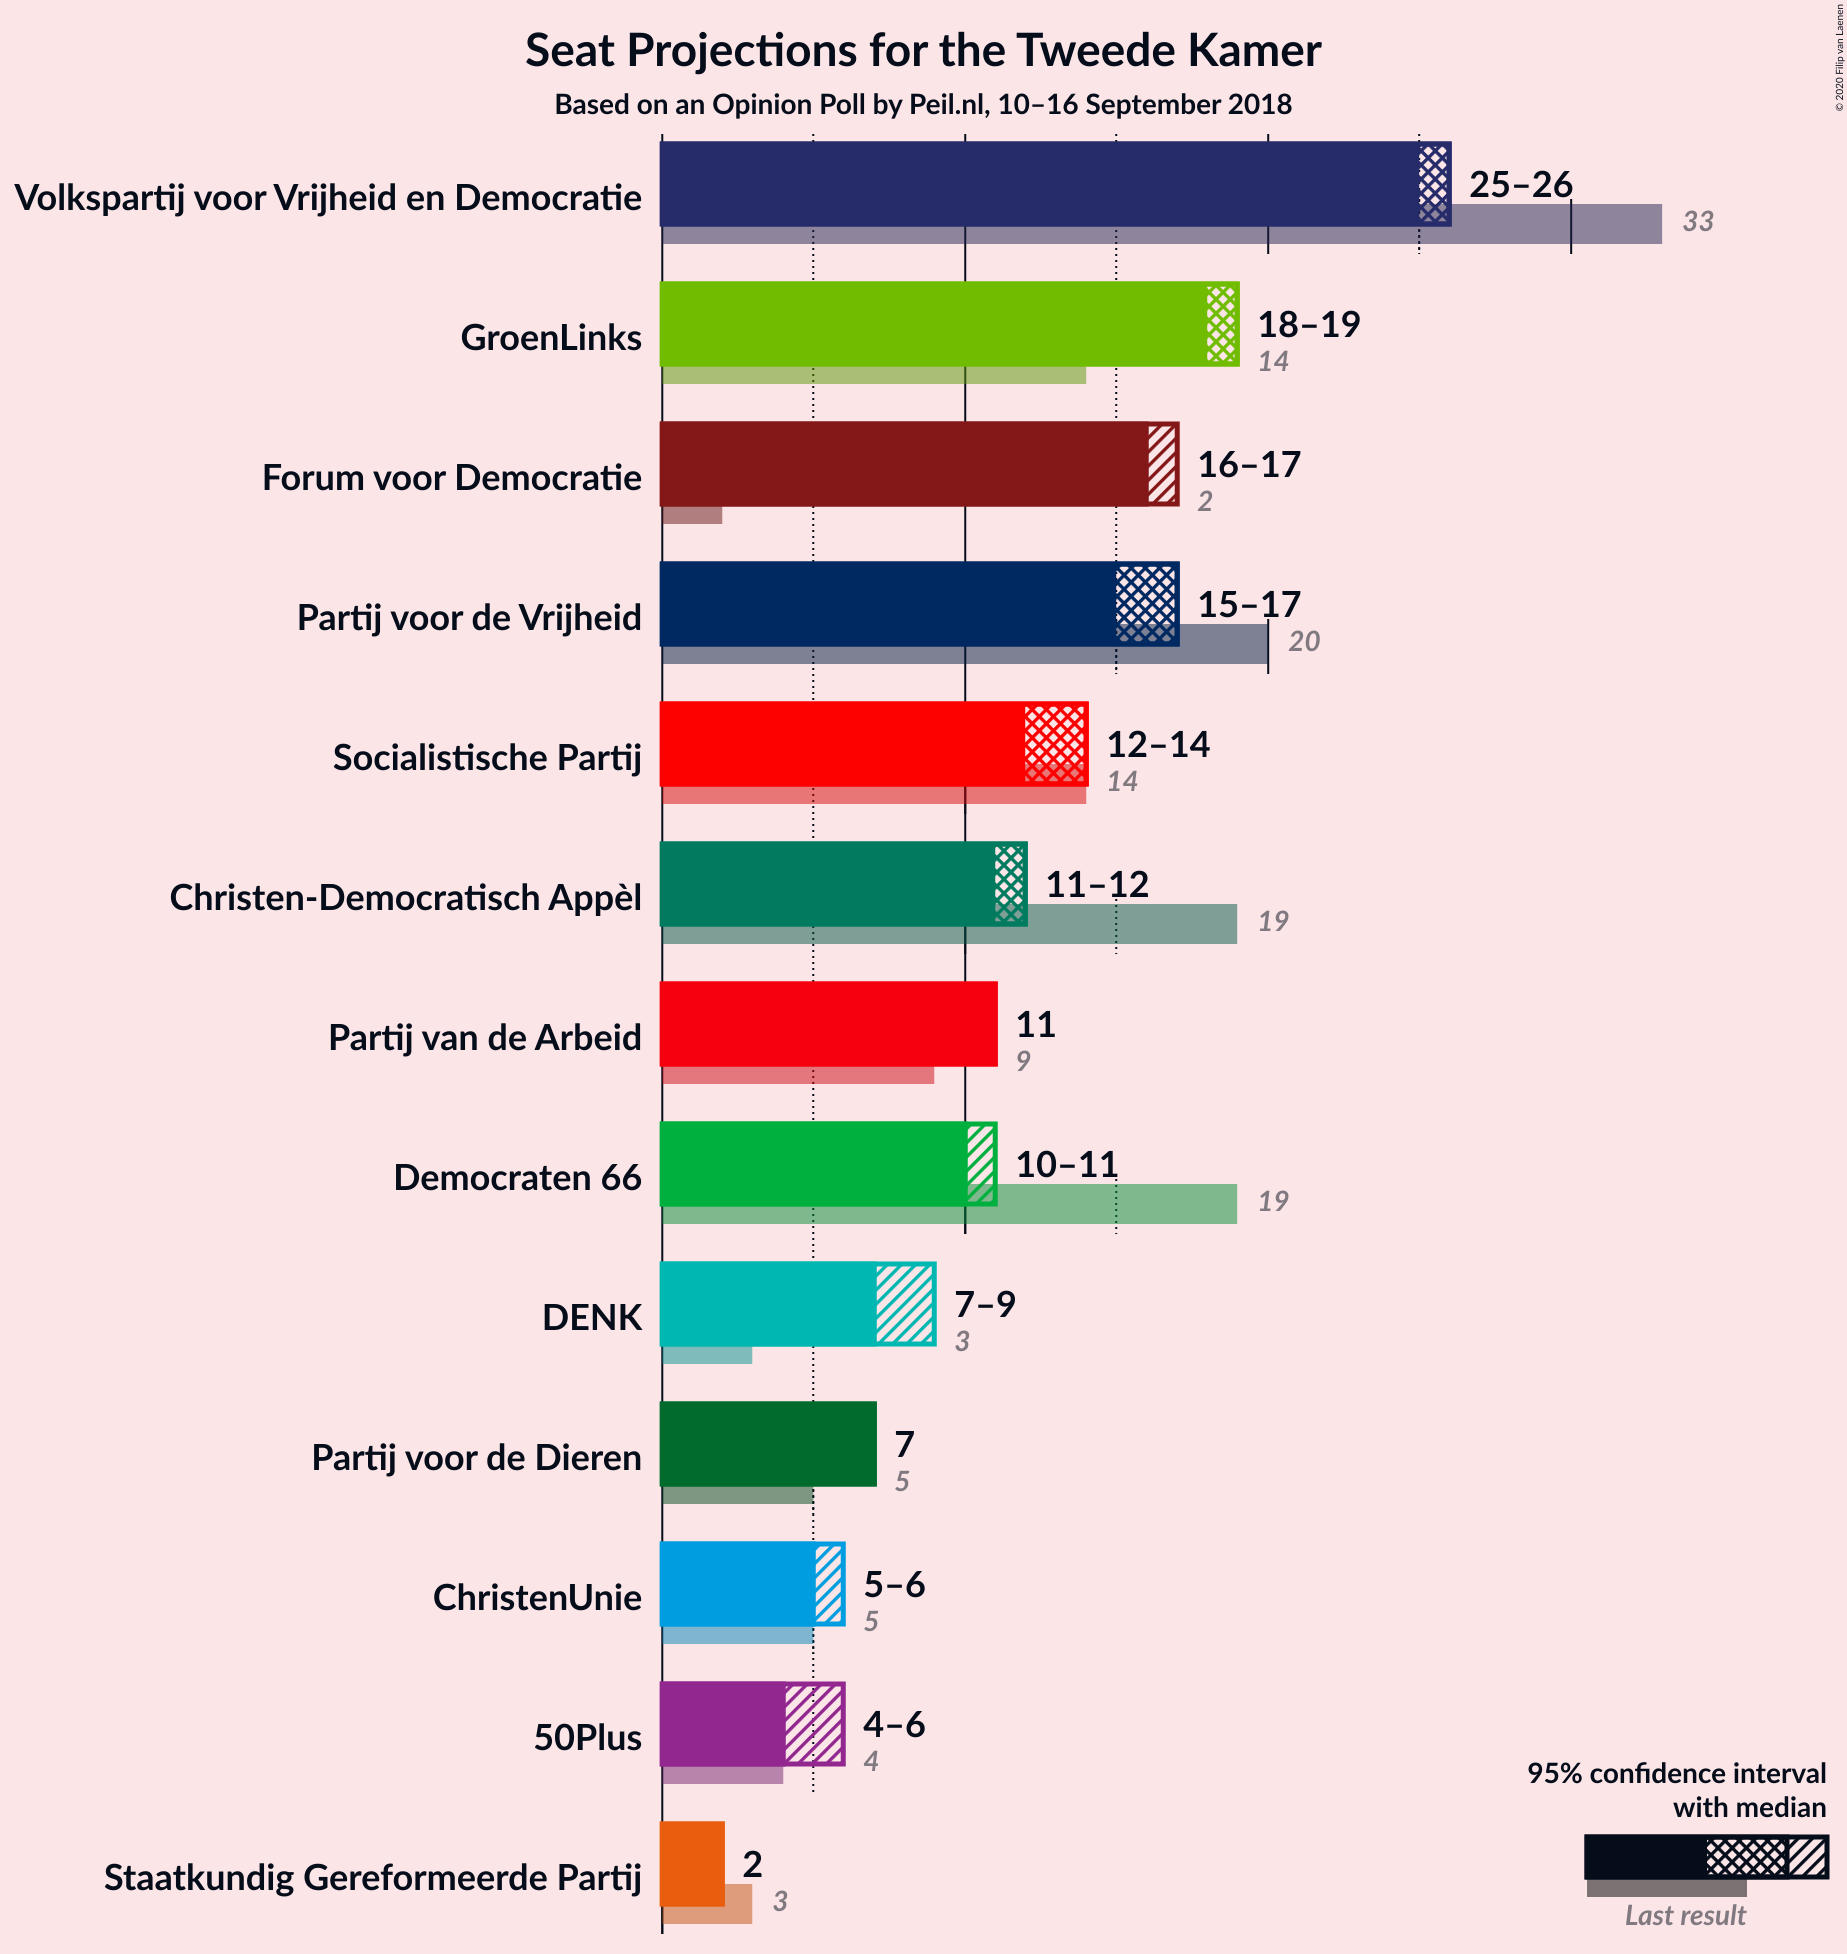 Seat Projections for the Tweede Kamer
Based on an Opinion Poll by Peil.nl, 10–16 September 2018
© 2020 Filip van Laenen
Volkspartij voor Vrijheid en Democratie
25–26
33
GroenLinks
18–19
14
Forum voor Democratie
16–17
2
Partij voor de Vrijheid
15–17
20
Socialistische Partij
12–14
14
Christen-Democratisch Appèl
11–12
19
Partij van de Arbeid
11
9
Democraten 66
10–11
19
DENK
7–9
3
Partij voor de Dieren
7
5
ChristenUnie
5–6
5
50Plus
4–6
4
Staatkundig Gereformeerde Partij
2
3
95% confidence interval
with median
Last result